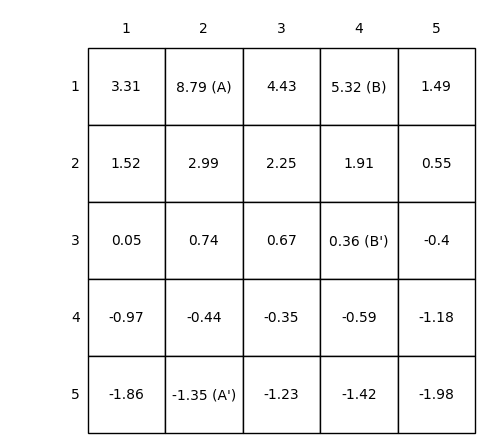 1 2 3 4 5
1 3.31 8.79 (A) 4.43 5.32 (B) 1.49
2 1.52 2.99 2.25 1.91 0.55
3 0.05 0.74 0.67 0.36 (B') -0.4
4 -0.97 -0.44 -0.35 -0.59 -1.18
5 -1.86 -1.35 (A') -1.23 -1.42 -1.98